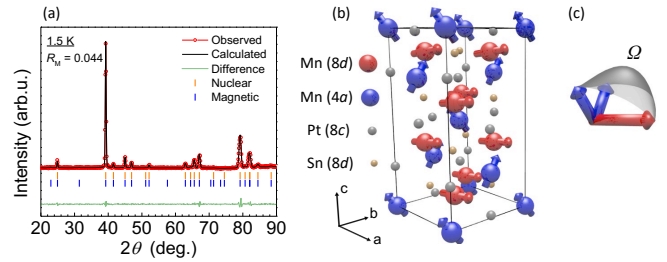 (a)
1.5 K
R_M = 0.044
Observed
Calculated
Difference
Nuclear
Magnetic
Intensity (arb.u.)
20 30 40 50 60 70 80 90
2θ (deg.)
(b)
Mn (8d)
Mn (4a)
Pt (8c)
Sn (8d)
c
b
a
(c)
Ω